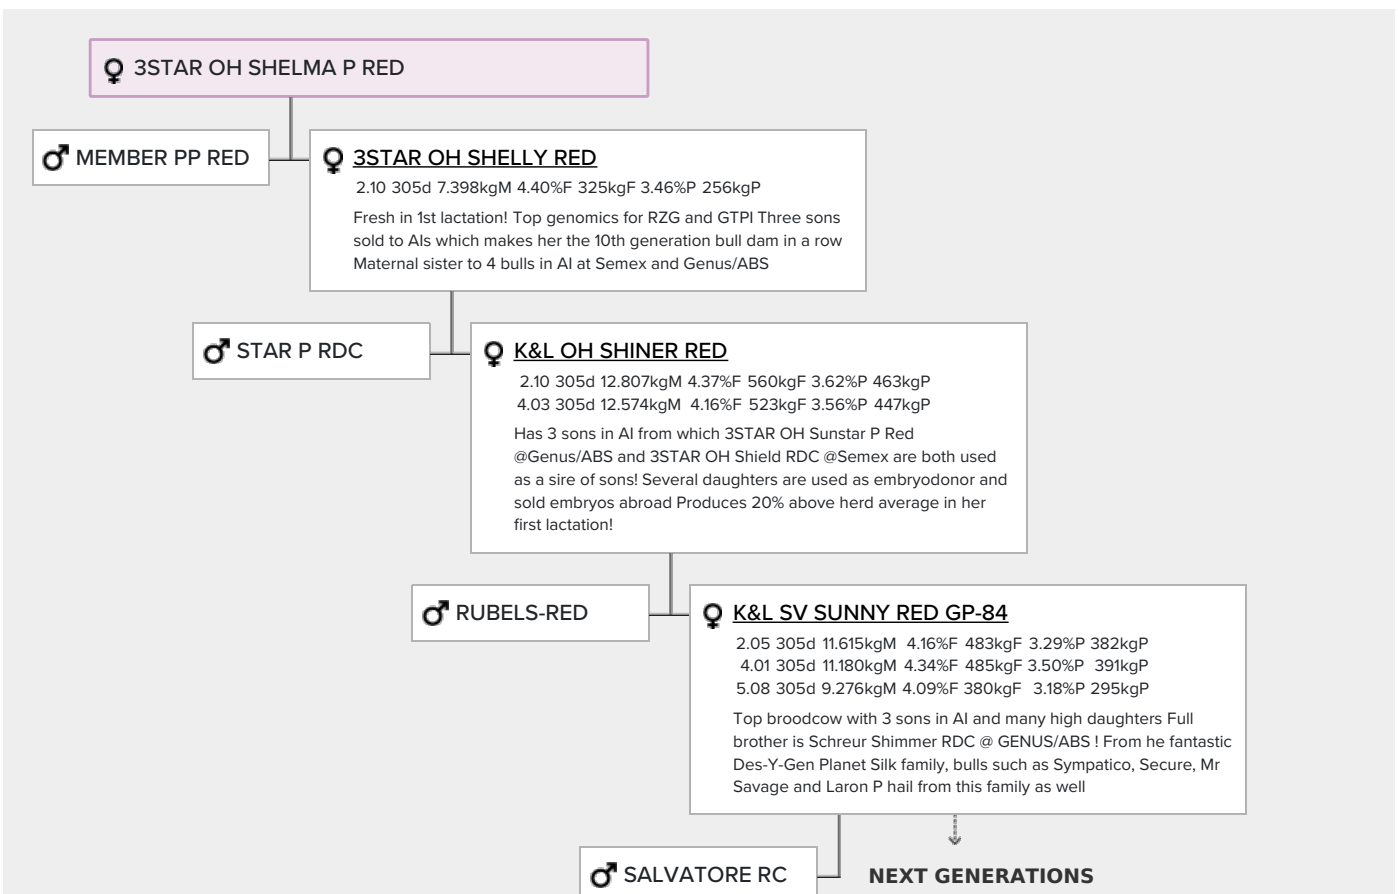 3STAR OH SHELMA P RED
MEMBER PP RED
3STAR OH SHELLY RED
2.10 305d 7.398kgM 4.40%F 325kgF 3.46%P 256kgP
Fresh in 1st lactation! Top genomics for RZG and GTPI Three sons
sold to AIs which makes her the 10th generation bull dam in a row
Maternal sister to 4 bulls in AI at Semex and Genus/ABS
STAR P RDC
K&L OH SHINER RED
2.10 305d 12.807kgM 4.37%F 560kgF 3.62%P 463kgP
4.03 305d 12.574kgM 4.16%F 523kgF 3.56%P 447kgP
Has 3 sons in AI from which 3STAR OH Sunstar P Red
@Genus/ABS and 3STAR OH Shield RDC @Semex are both used
as a sire of sons! Several daughters are used as embryodonor and
sold embryos abroad Produces 20% above herd average in her
first lactation!
RUBELS-RED
K&L SV SUNNY RED GP-84
2.05 305d 11.615kgM 4.16%F 483kgF 3.29%P 382kgP
4.01 305d 11.180kgM 4.34%F 485kgF 3.50%P 391kgP
5.08 305d 9.276kgM 4.09%F 380kgF 3.18%P 295kgP
Top broodcow with 3 sons in AI and many high daughters Full
brother is Schreur Shimmer RDC @ GENUS/ABS ! From he fantastic
Des-Y-Gen Planet Silk family, bulls such as Sympatico, Secure, Mr
Savage and Laron P hail from this family as well
SALVATORE RC
NEXT GENERATIONS